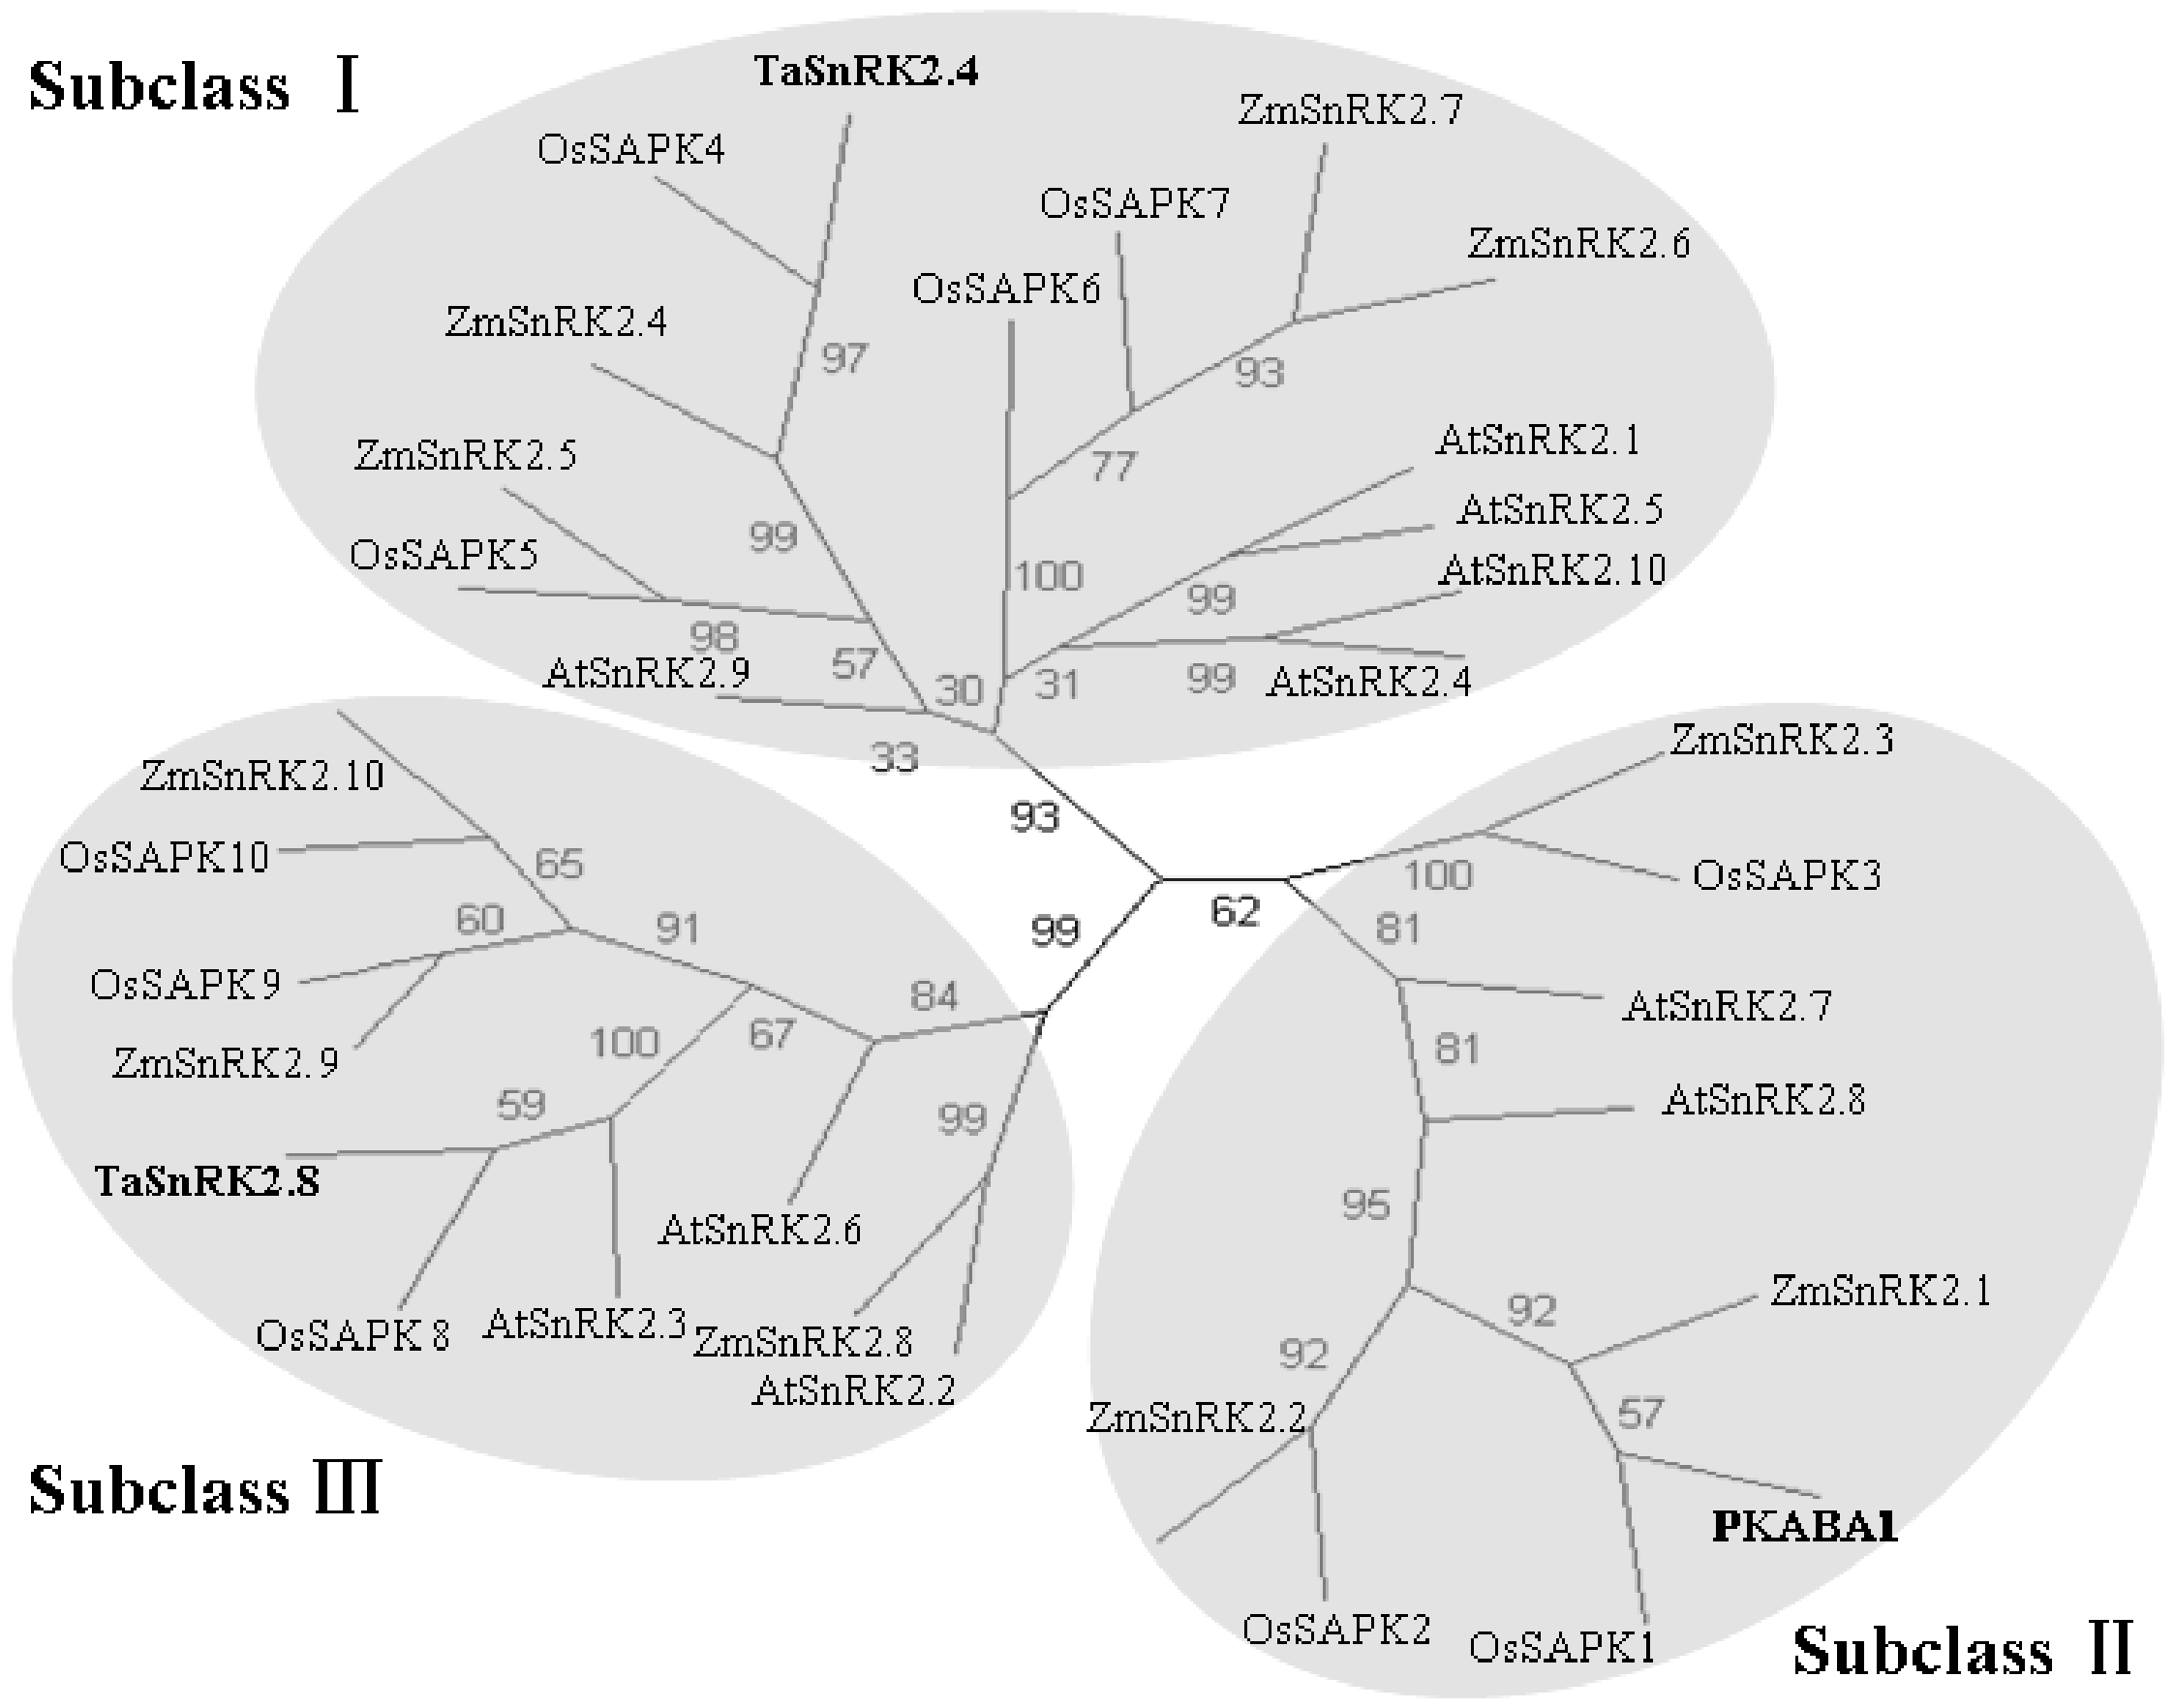 Subclass Ⅰ
TaSnRK2.4
ZmSnRK2.7
OsSAPK4
OsSAPK7
ZmSnRK2.6
OsSAPK6
ZmSnRK2.4
97
93
AtSnRK2.1
ZmSnRK2.5
77
AtSnRK2.5
99
OsSAPK5
100
AtSnRK2.10
99
98
57
AtSnRK2.9
30
31
99
AtSnRK2.4
33
ZmSnRK2.3
ZmSnRK2.10
93
OsSAPK10
65
100
OsSAPK3
62
60
91
99
81
OsSAPK9
84
AtSnRK2.7
100
67
81
ZmSnRK2.9
59
99
AtSnRK2.8
TaSnRK2.8
95
AtSnRK2.6
ZmSnRK2.1
92
OsSAPK8
AtSnRK2.3
ZmSnRK2.8
92
AtSnRK2.2
ZmSnRK2.2
57
Subclass Ⅲ
PKABA1
OsSAPK2
OsSAPK1
Subclass Ⅱ